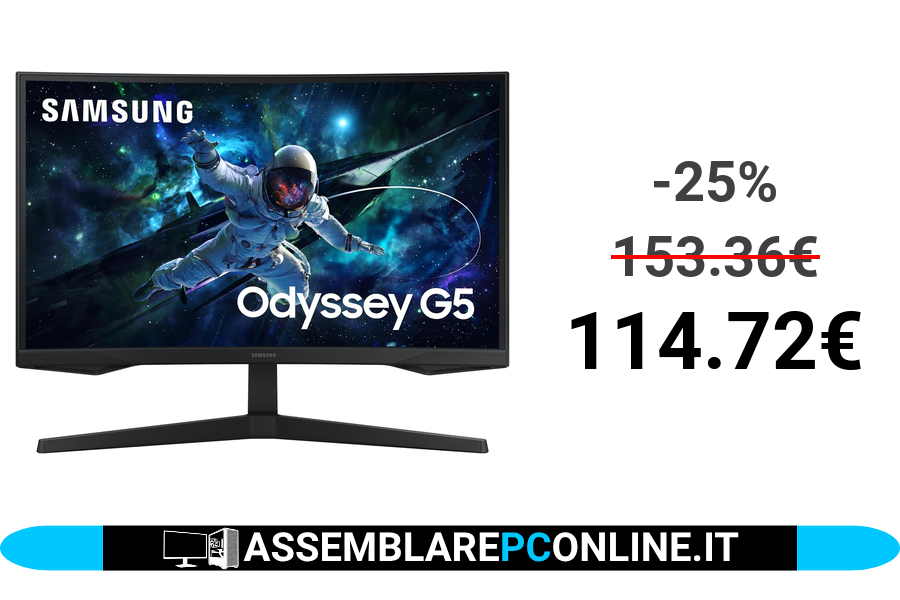 SAMSUNG
Odyssey G5
SAMSUNG
-25%
153.36€
114.72€
ASSEMBLAREPCONLINE.IT